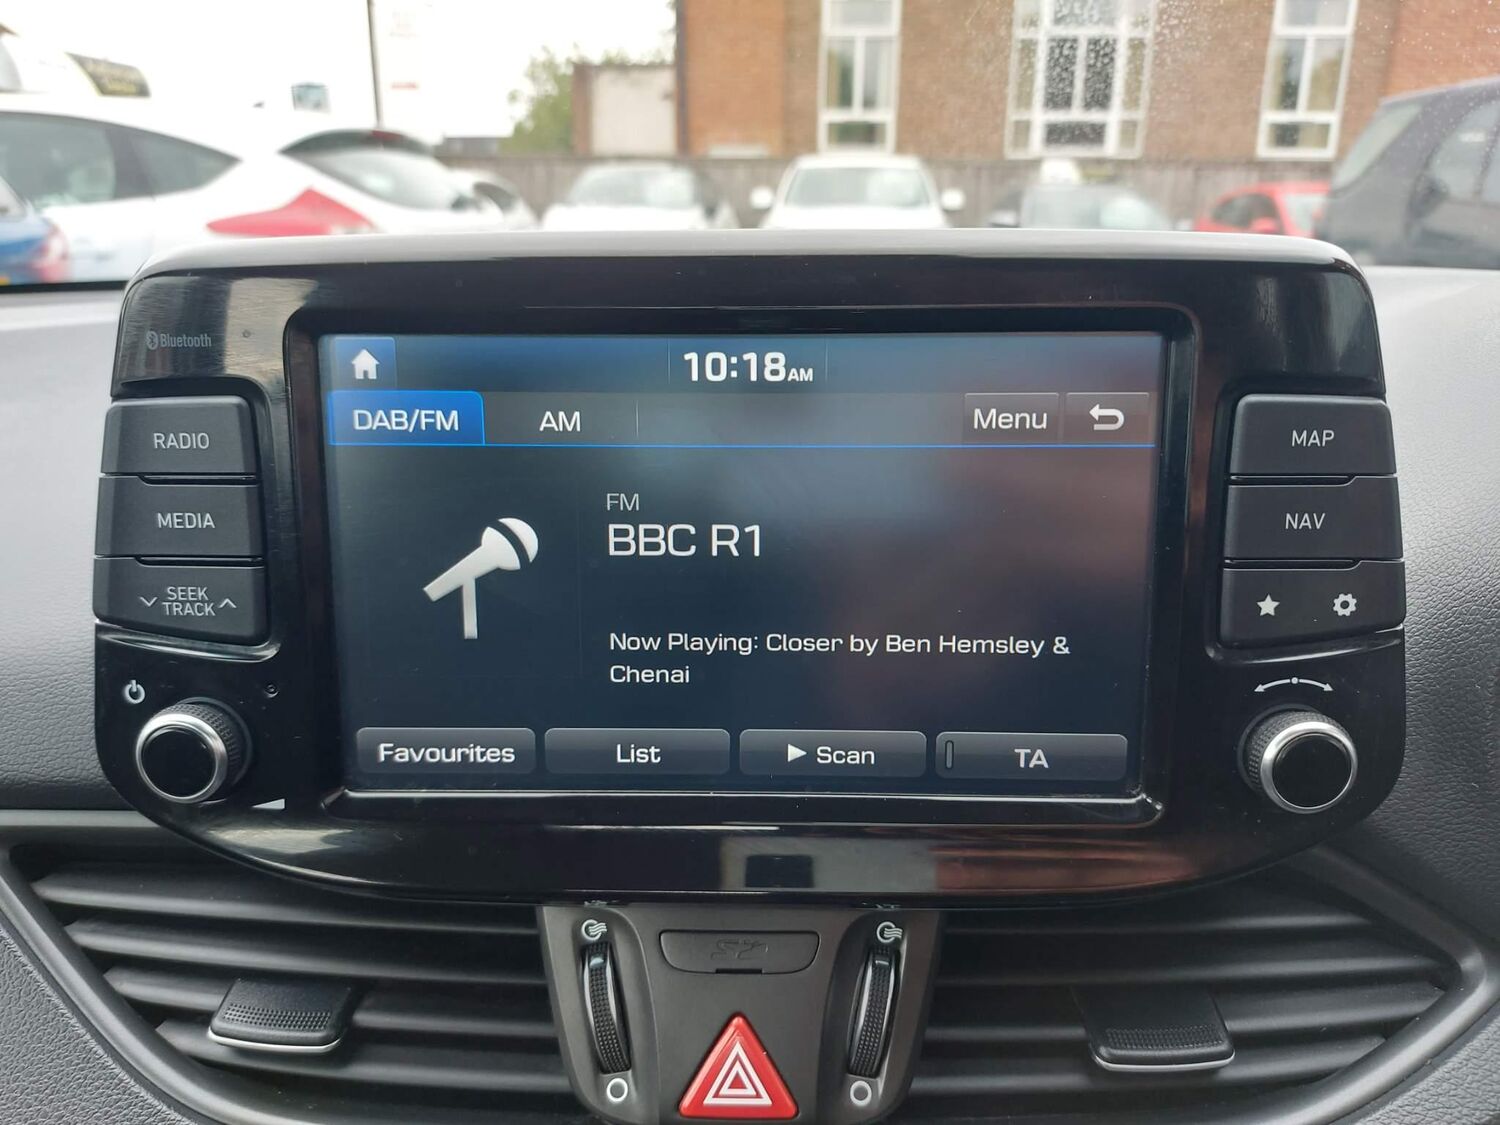 Bluetooth
10:18AM
DAB/FM
AM
Menu
RADIO
MEDIA
SEEK
TRACK
MAP
NAV
FM
BBC R1
Now Playing: Closer by Ben Hemsley &
Chenai
Favourites
List
Scan
TA